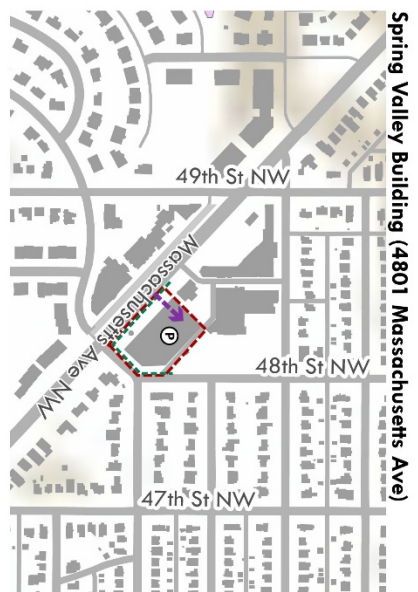 Spring Valley Building (4801 Massachusetts Ave)
49th St NW
Massachusetts Ave NW
P
48th St NW
47th St NW